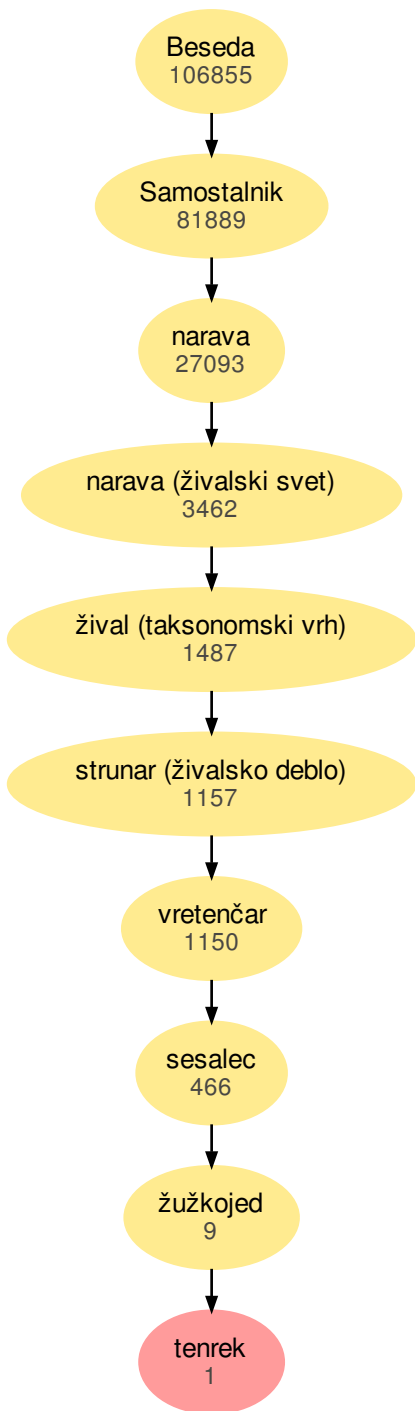 Beseda
106855
Samostalnik
81889
narava
27093
narava (živalski svet)
3462
žival (taksonomski vrh)
1487
strunar (živalsko deblo)
1157
vretenčar
1150
sesalec
466
žužkojed
9
tenrek
1